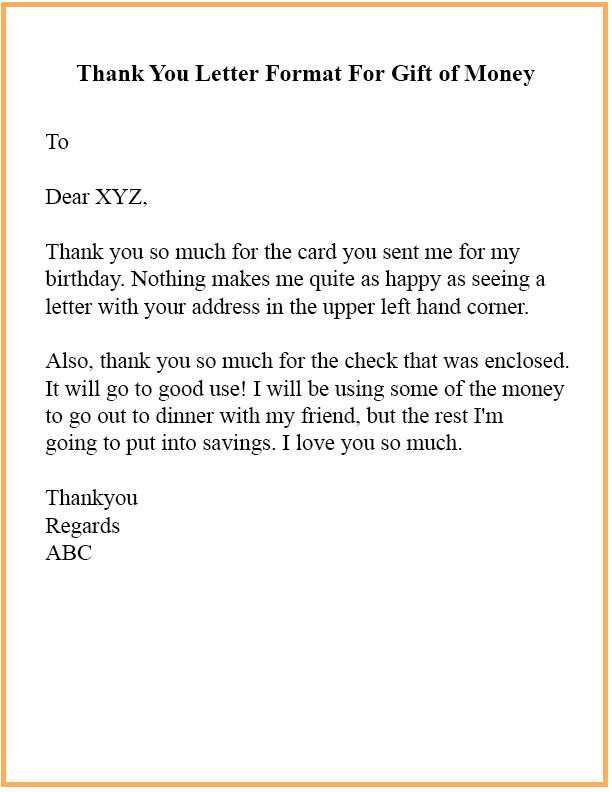 Thank You Letter Format For Gift of Money
To
Dear XYZ,
Thank you so much for the card you sent me for my
birthday. Nothing makes me quite as happy as seeing a
letter with your address in the upper left hand corner.
Also, thank you so much for the check that was enclosed.
It will go to good use! I will be using some of the money
to go out to dinner with my friend, but the rest I'm
going to put into savings. I love you so much.
Thankyou
Regards
ABC